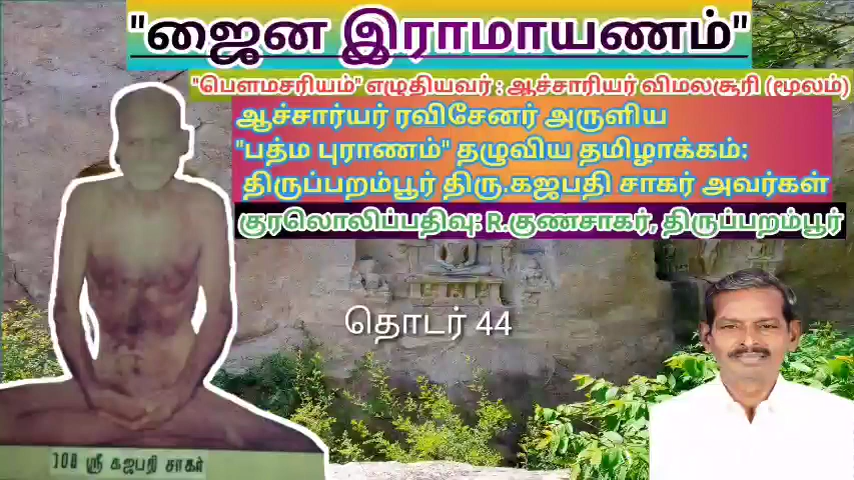 "ஜைன இராமாயணம்"
"பௌமசரியம்" எழுதியவர் : ஆச்சாரியர் விமலசூரி (மூலம்)
ஆச்சார்யர் ரவிசேனர் அருளிய
"பத்ம புராணம்" தழுவிய தமிழாக்கம்:
திருப்பறம்பூர் திரு.கஜபதி சாகர் அவர்கள்
குரலொலிப்பதிவு: R.குணசாகர், திருப்பறம்பூர்
தொடர் 44
108 ஸ்ரீ கஜபதி சாகர்